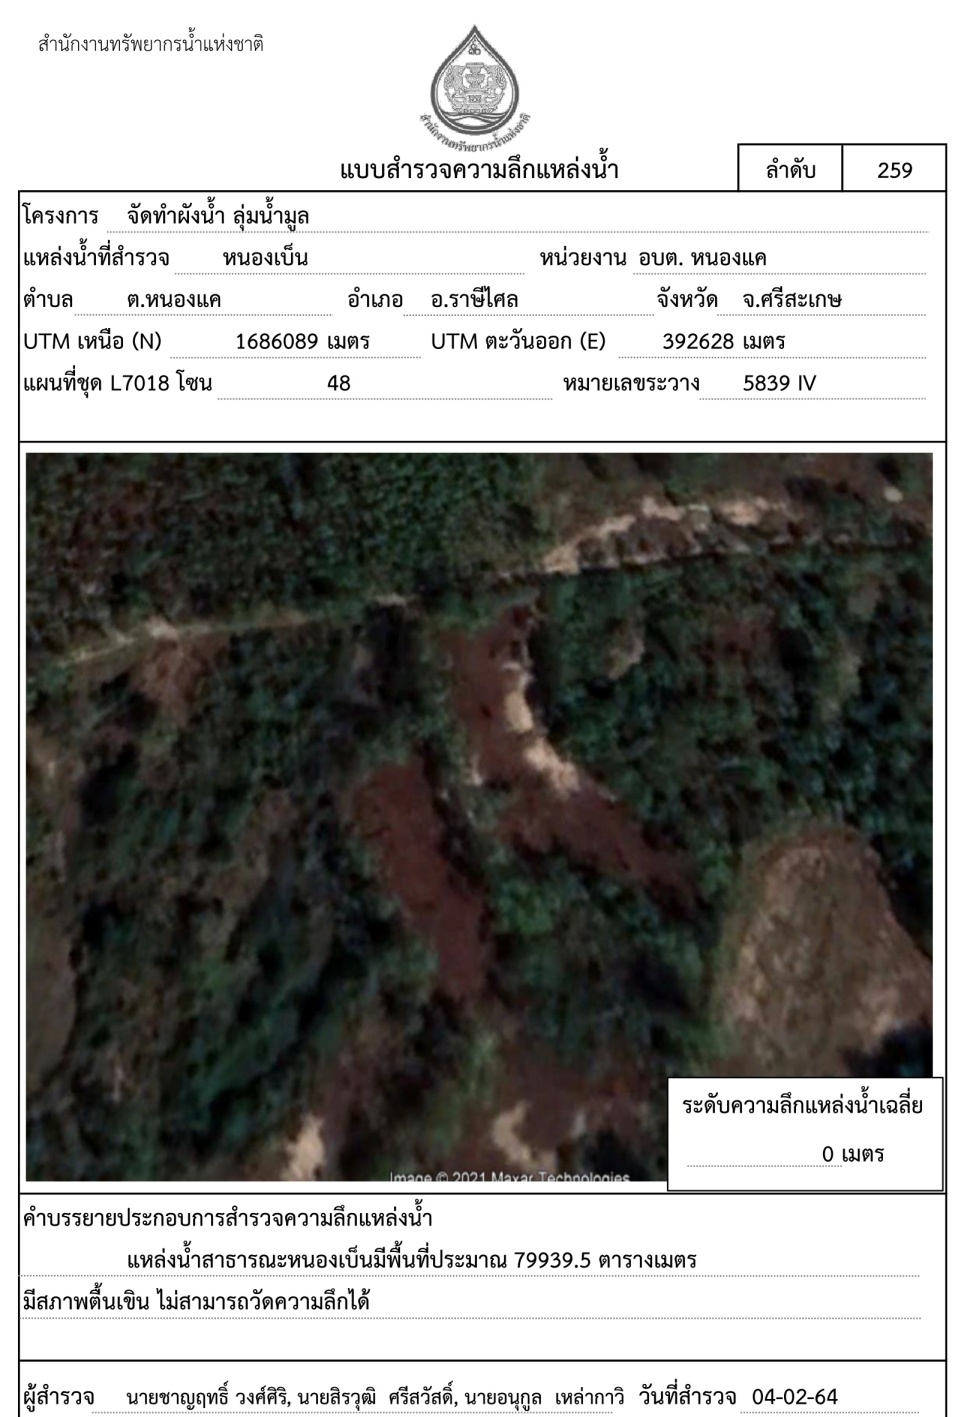 สำนักงานทรัพยากรน้ำแห่งชาติ
สำนักงานทรัพยากรน้ำแห่งชาติ
แบบสำรวจความลึกแหล่งน้ำ
ลำดับ 259
โครงการ จัดทำผังน้ำ ลุ่มน้ำมูล
แหล่งน้ำที่สำรวจ หนองเบ็น หน่วยงาน อบต. หนองแค
ตำบล ต.หนองแค อำเภอ อ.ราษีไศล จังหวัด จ.ศรีสะเกษ
UTM เหนือ (N) 1686089 เมตร UTM ตะวันออก (E) 392628 เมตร
แผนที่ชุด L7018 โซน 48 หมายเลขระวาง 5839 IV
ระดับความลึกแหล่งน้ำเฉลี่ย
0 เมตร
Image © 2021 Maxar Technologies
คำบรรยายประกอบการสำรวจความลึกแหล่งน้ำ
แหล่งน้ำสาธารณะหนองเบ็นมีพื้นที่ประมาณ 79939.5 ตารางเมตร
มีสภาพตื้นเขิน ไม่สามารถวัดความลึกได้
ผู้สำรวจ นายชาญฤทธิ์ วงศ์ศิริ, นายสิรวุฒิ ศรีสวัสดิ์, นายอนุกูล เหล่ากาวี วันที่สำรวจ 04-02-64